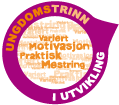 UNGDOMSTRINN
Variert
Motivasjon
Praktisk
Mestring
I UTVIKLING